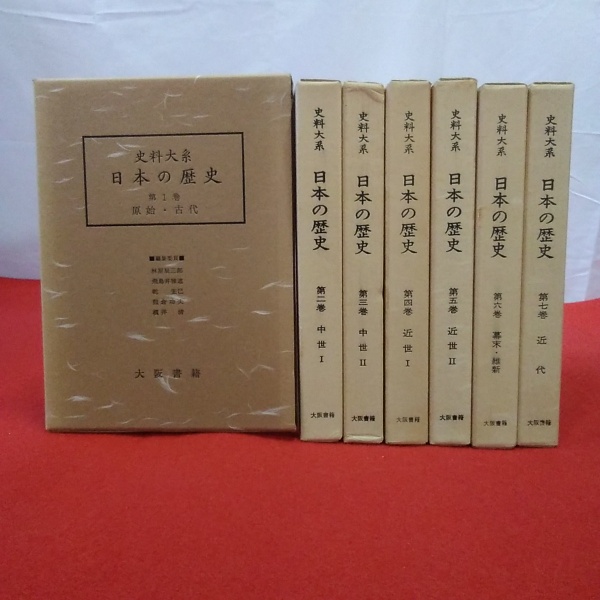 史料大系
日本の歴史
第1巻
原始・古代
大阪書籍
史料大系 日本の歴史 第二巻 中世Ⅰ 大阪書籍
史料大系 日本の歴史 第三巻 中世Ⅱ 大阪書籍
史料大系 日本の歴史 第四巻 近世Ⅰ 大阪書籍
史料大系 日本の歴史 第五巻 近世Ⅱ 大阪書籍
史料大系 日本の歴史 第六巻 幕末・維新 大阪書籍
史料大系 日本の歴史 第七巻 近代 大阪書籍